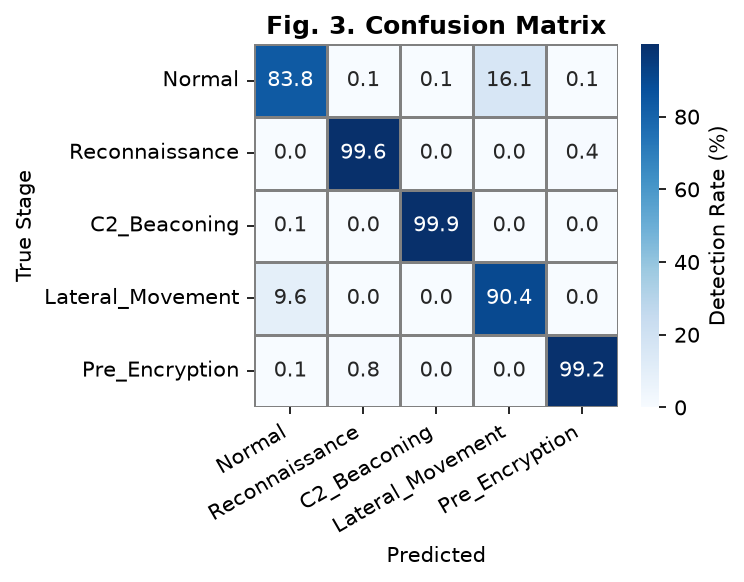 Fig. 3. Confusion Matrix
Normal 83.8 0.1 0.1 16.1 0.1
Reconnaissance 0.0 99.6 0.0 0.0 0.4
C2_Beaconing 0.1 0.0 99.9 0.0 0.0
Lateral_Movement 9.6 0.0 0.0 90.4 0.0
Pre_Encryption 0.1 0.8 0.0 0.0 99.2
True Stage
Normal
Reconnaissance
C2_Beaconing
Lateral_Movement
Pre_Encryption
Predicted
80
60
40
20
0
Detection Rate (%)